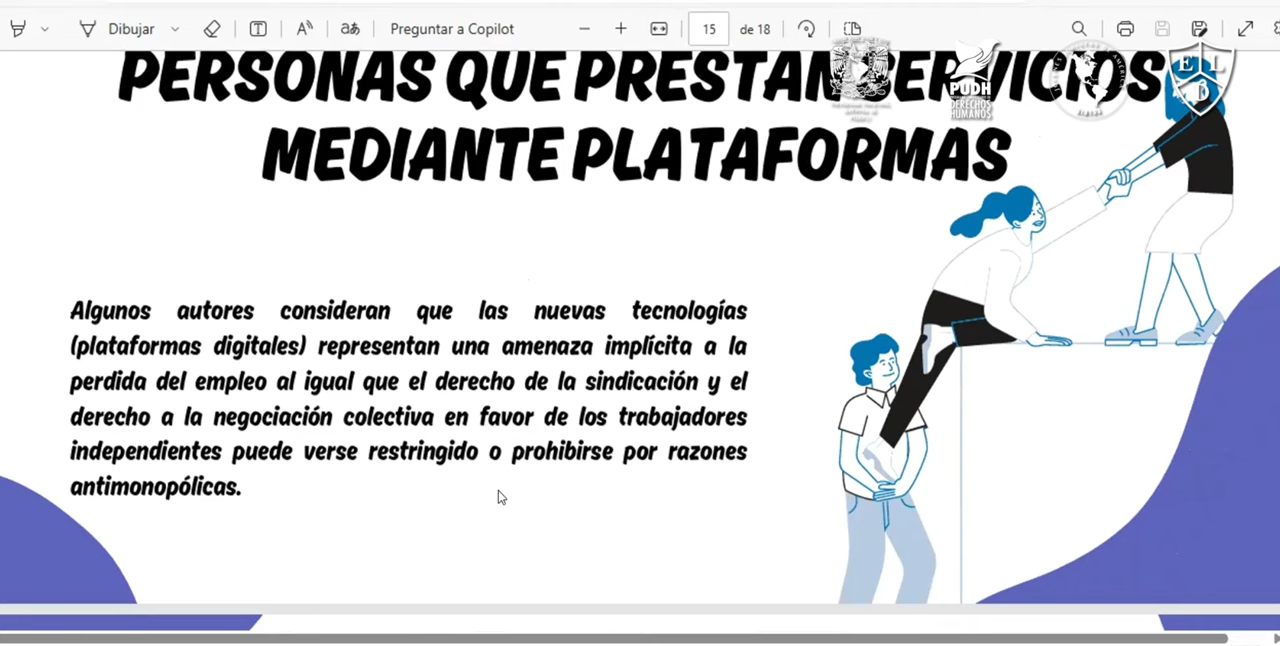 Dibujar
Preguntar a Copilot
15
de 18
PERSONAS QUE PRESTAN SERVICIOS
MEDIANTE PLATAFORMAS
PUDH
DERECHOS
HUMANOS
E L
Algunos autores consideran que las nuevas tecnologías
(plataformas digitales) representan una amenaza implícita a la
perdida del empleo al igual que el derecho de la sindicación y el
derecho a la negociación colectiva en favor de los trabajadores
independientes puede verse restringido o prohibirse por razones
antimonopólicas.